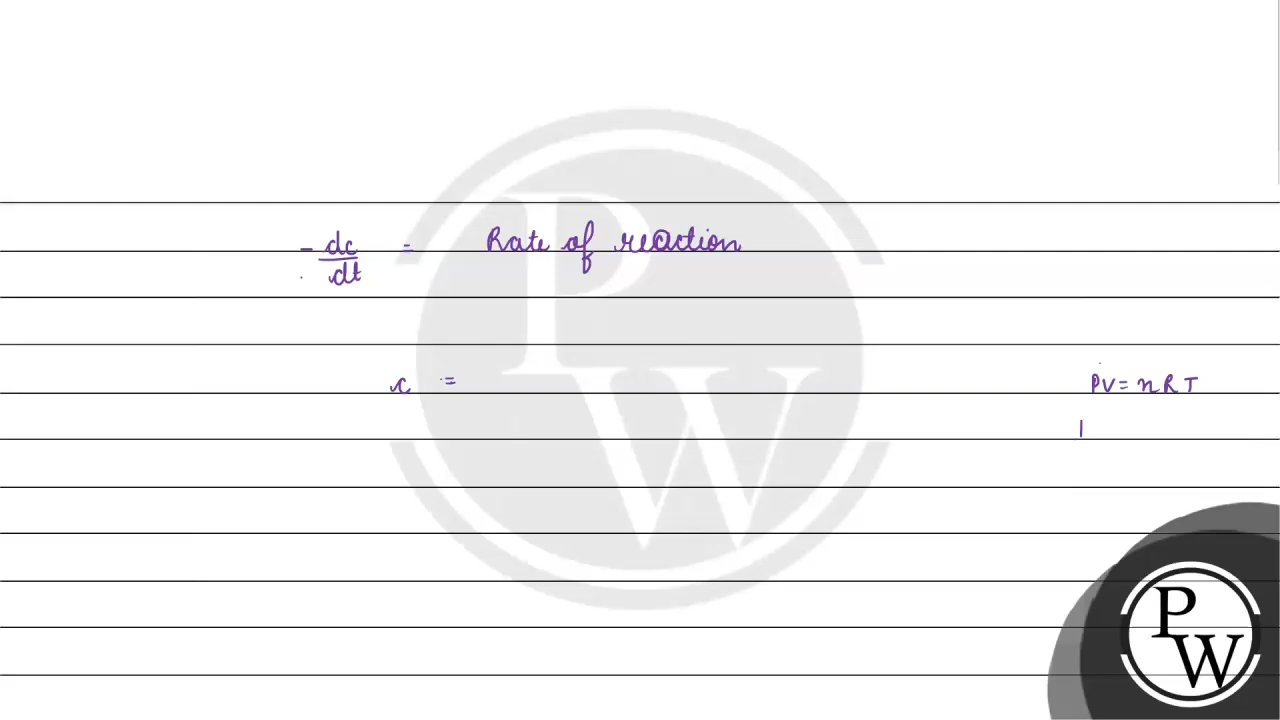 - dc/dt = Rate of reaction
c =
PV = nRT
P
W
P
W